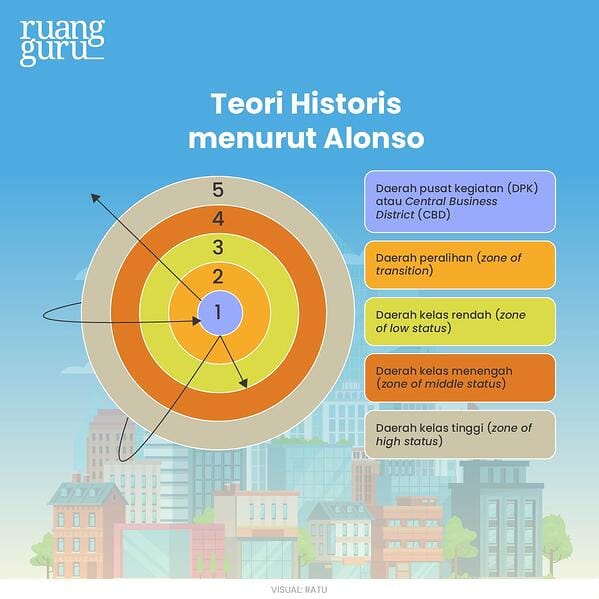 ruang
guru
Teori Historis
menurut Alonso
5
4
3
2
1
Daerah pusat kegiatan (DPK)
atau Central Business
District (CBD)
Daerah peralihan (zone of
transition)
Daerah kelas rendah (zone
of low status)
Daerah kelas menengah
(zone of middle status)
Daerah kelas tinggi (zone of
high status)
VISUAL: RATU